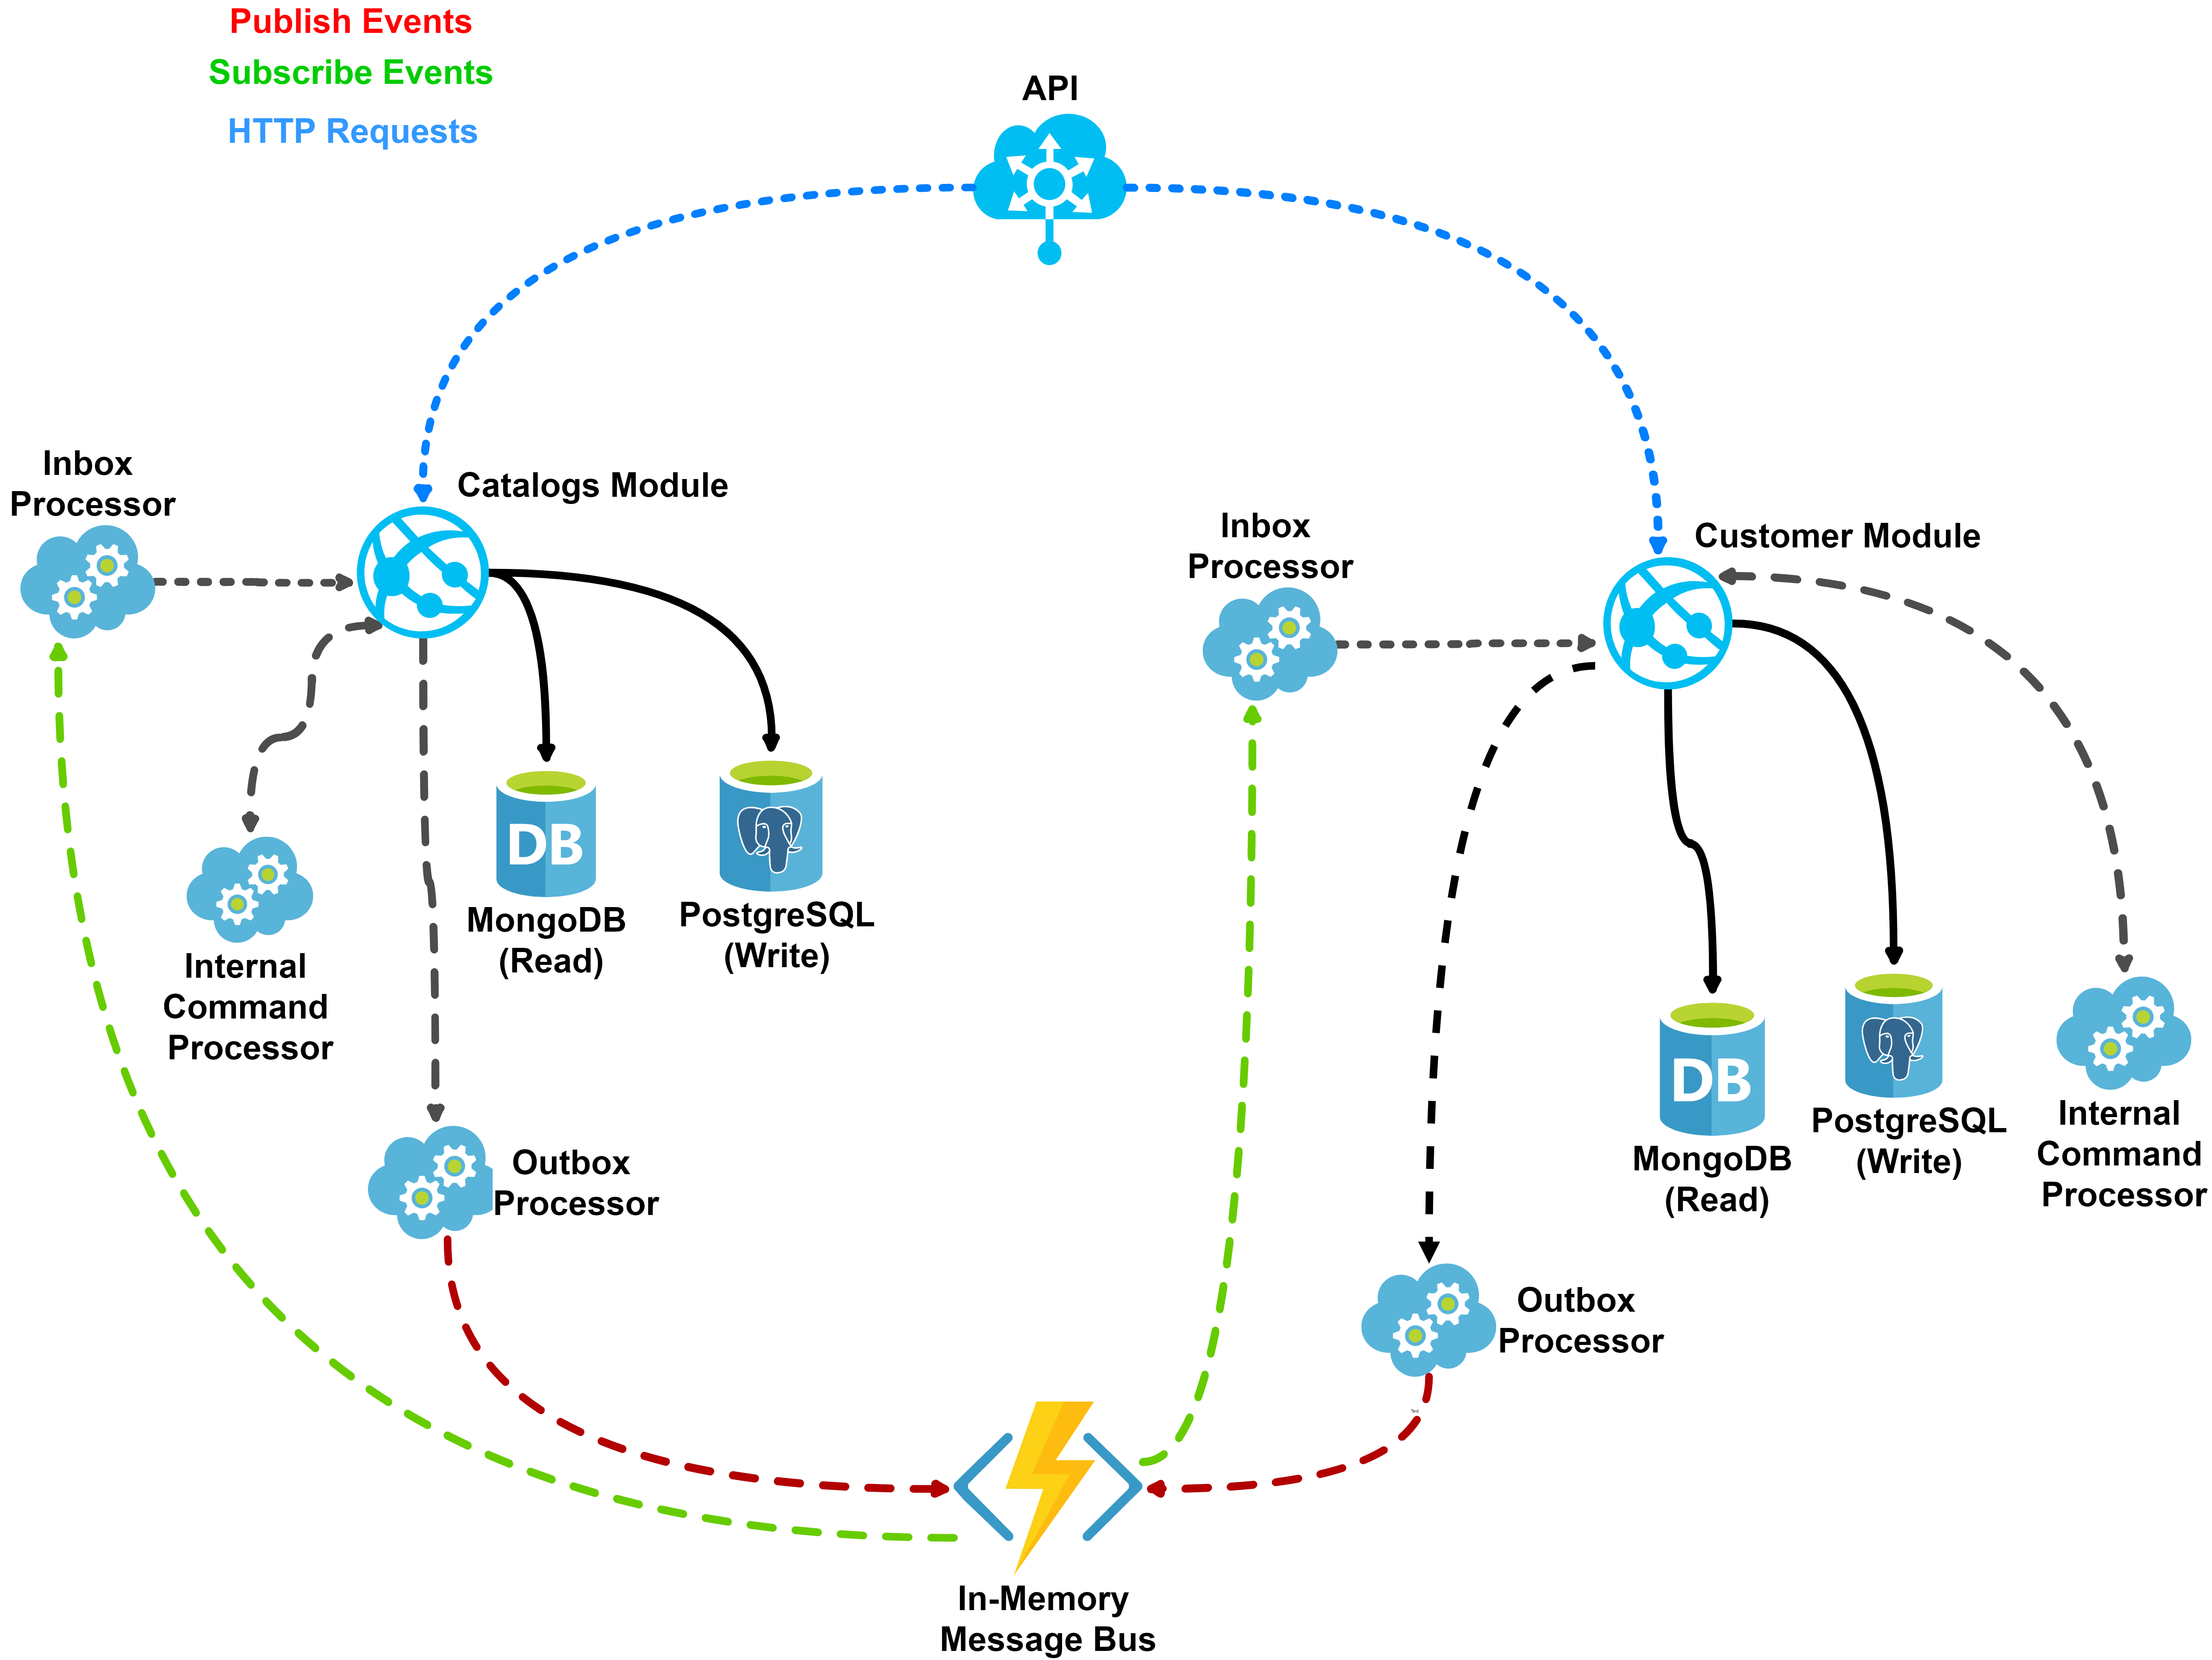 Publish Events
Subscribe Events
HTTP Requests
API
Inbox
Processor
Catalogs Module
Inbox
Processor
Customer Module
DB
MongoDB
(Read)
PostgreSQL
(Write)
Internal
Command
Processor
DB
MongoDB
(Read)
PostgreSQL
(Write)
Internal
Command
Processor
Outbox
Processor
Outbox
Processor
Text
In-Memory
Message Bus